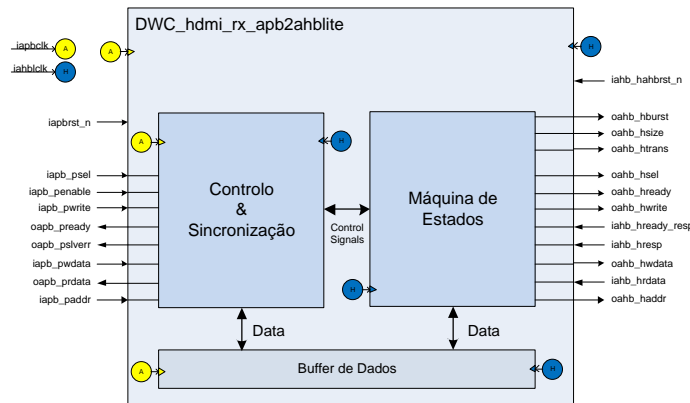 DWC_hdmi_rx_apb2ahblite
iapbclk
A
iahblclk
H
A
H
iahb_hahbrst_n
iapbrst_n
A
H
oahb_hburst
oahb_hsize
oahb_htrans
iapb_psel
iapb_penable
iapb_pwrite
oapb_pready
oapb_pslverr
iapb_pwdata
oapb_prdata
iapb_paddr
Controlo
&
Sincronização
Control
Signals
Máquina de
Estados
H
oahb_hsel
oahb_hready
oahb_hwrite
iahb_hready_resp
iahb_hresp
oahb_hwdata
iahb_hrdata
oahb_haddr
Data
Data
A
Buffer de Dados
H